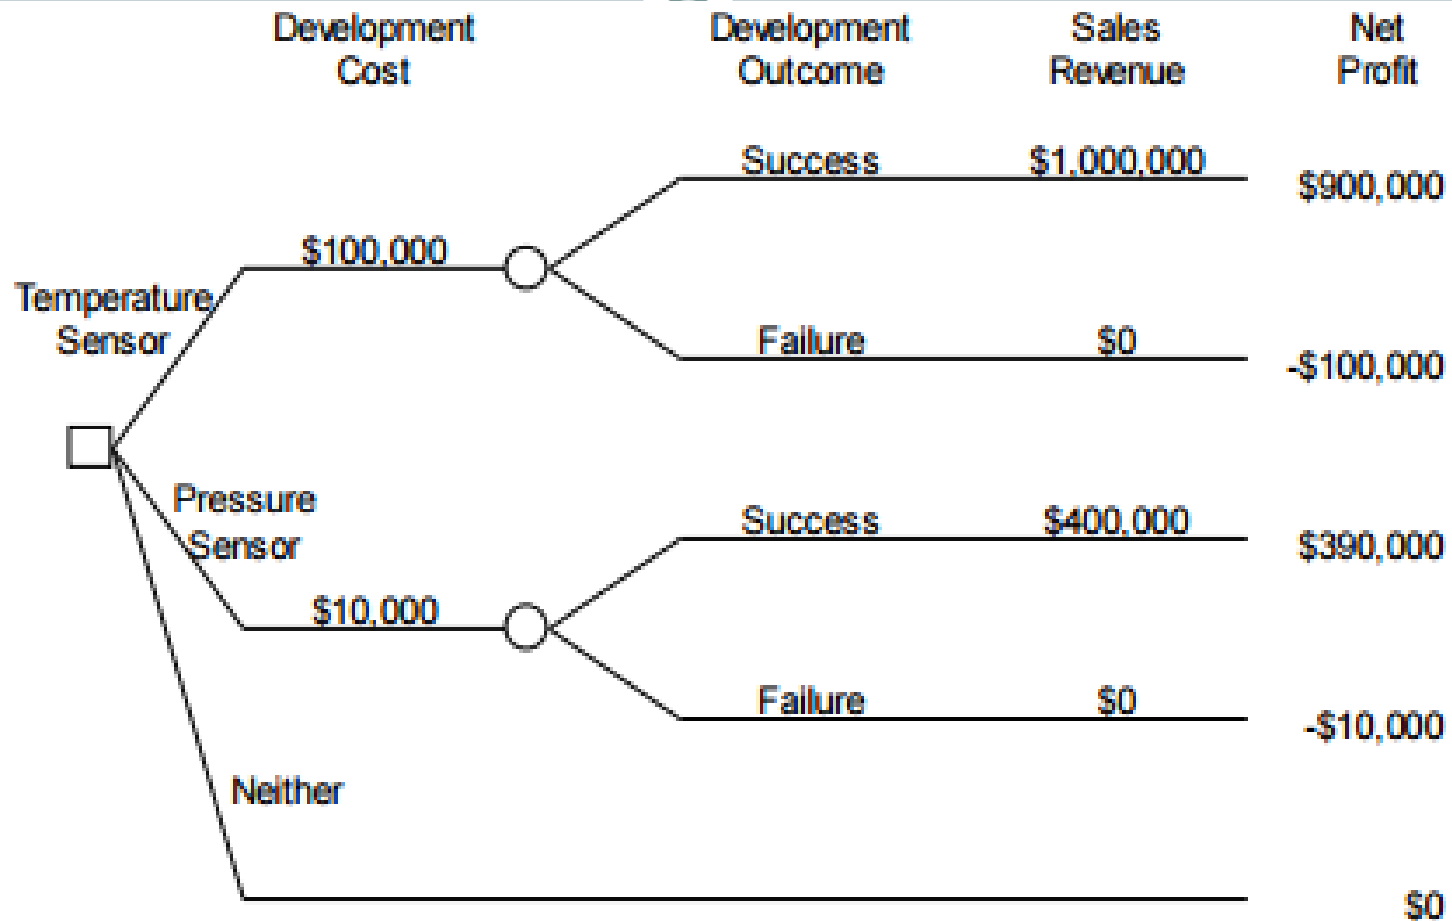 Development Cost
Development Outcome
Sales Revenue
Net Profit
Success $1,000,000 $900,000
$100,000
Temperature Sensor
Failure $0 -$100,000
Pressure Sensor
Success $400,000 $390,000
$10,000
Failure $0 -$10,000
Neither
$0